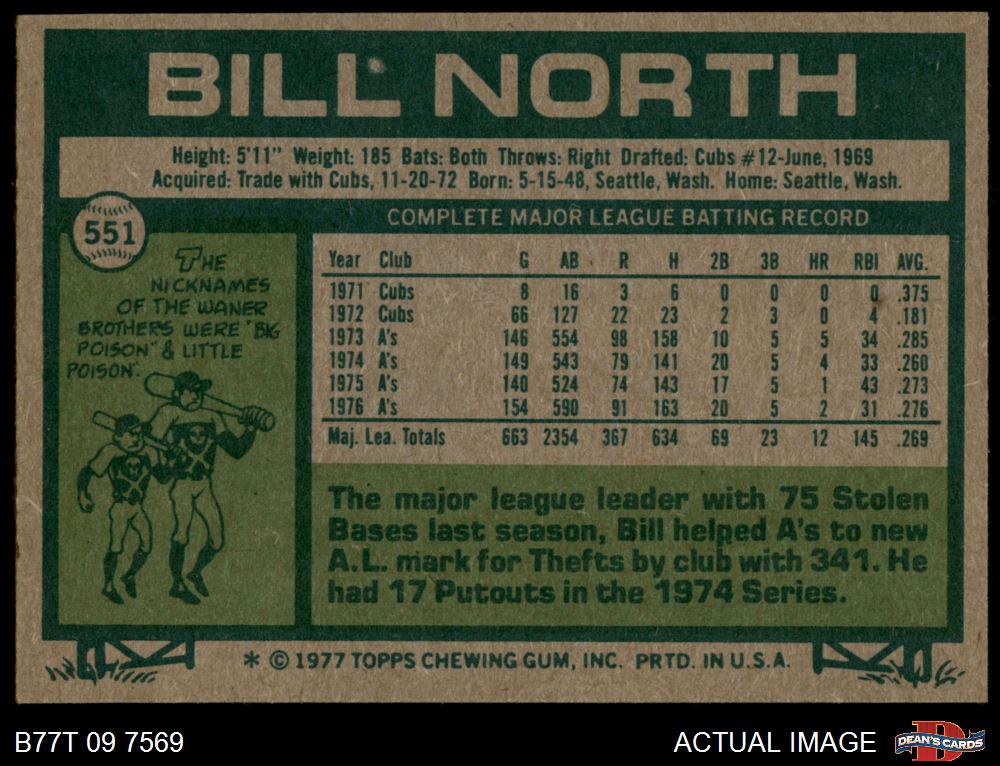 BILL NORTH
Height: 5'11" Weight: 185 Bats: Both Throws: Right Drafted: Cubs #12-June, 1969
Acquired: Trade with Cubs, 11-20-72 Born: 5-15-48, Seattle, Wash. Home: Seattle, Wash.
551
THE
NICKNAMES
OF THE WANER
BROTHERS WERE "BIG
POISON" & LITTLE
POISON".
COMPLETE MAJOR LEAGUE BATTING RECORD
Year Club G AB R H 2B 3B HR RBI AVG.
1971 Cubs 8 16 3 6 0 0 0 0 .375
1972 Cubs 66 127 22 23 2 3 0 4 .181
1973 A's 146 554 98 158 10 5 5 34 .285
1974 A's 149 543 79 141 20 5 4 33 .260
1975 A's 140 524 74 143 17 5 1 43 .273
1976 A's 154 590 91 163 20 5 2 31 .276
Maj. Lea. Totals 663 2354 367 634 69 23 12 145 .269
The major league leader with 75 Stolen
Bases last season, Bill helped A's to new
A.L. mark for Thefts by club with 341. He
had 17 Putouts in the 1974 Series.
* © 1977 TOPPS CHEWING GUM, INC. PRTD. IN U.S.A.
B77T 09 7569
ACTUAL IMAGE
DEAN'S CARDS